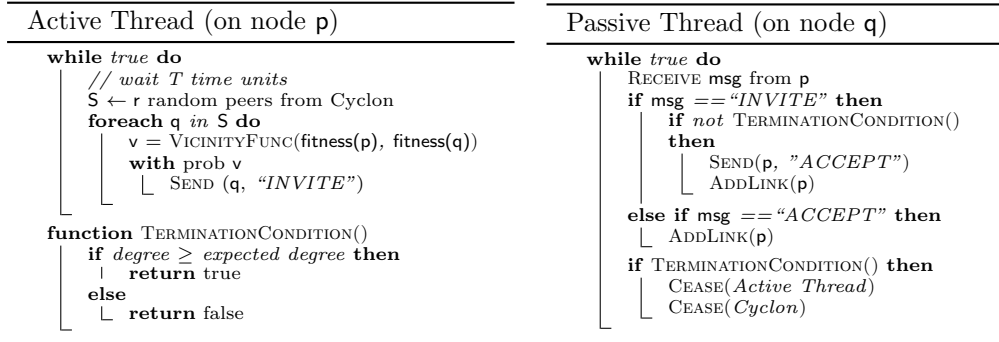 Active Thread (on node p)
while true do
// wait T time units
S ← r random peers from Cyclon
foreach q in S do
v = VICINITYFUNC(fitness(p), fitness(q))
with prob v
SEND (q, “INVITE”)
function TERMINATIONCONDITION()
if degree ≥ expected degree then
return true
else
return false
Passive Thread (on node q)
while true do
RECEIVE msg from p
if msg ==“INVITE” then
if not TERMINATIONCONDITION()
then
SEND(p, ”ACCEPT”)
ADDLINK(p)
else if msg ==“ACCEPT” then
ADDLINK(p)
if TERMINATIONCONDITION() then
CEASE(Active Thread)
CEASE(Cyclon)